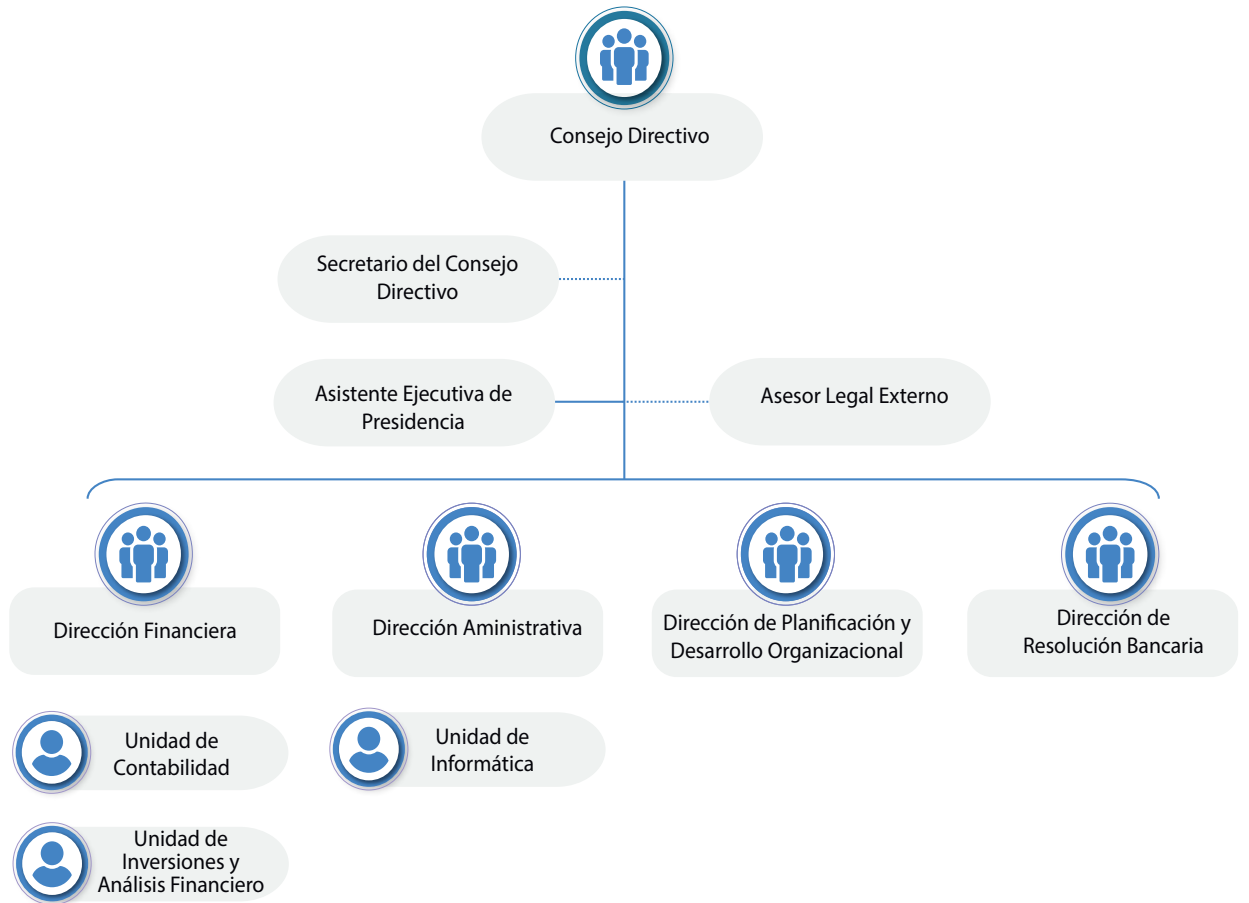 Consejo Directivo
Secretario del Consejo
Directivo
Asistente Ejecutiva de
Presidencia
Asesor Legal Externo
Dirección Financiera
Dirección Aministrativa
Dirección de Planificación y
Desarrollo Organizacional
Dirección de
Resolución Bancaria
Unidad de
Contabilidad
Unidad de
Informática
Unidad de
Inversiones y
Análisis Financiero